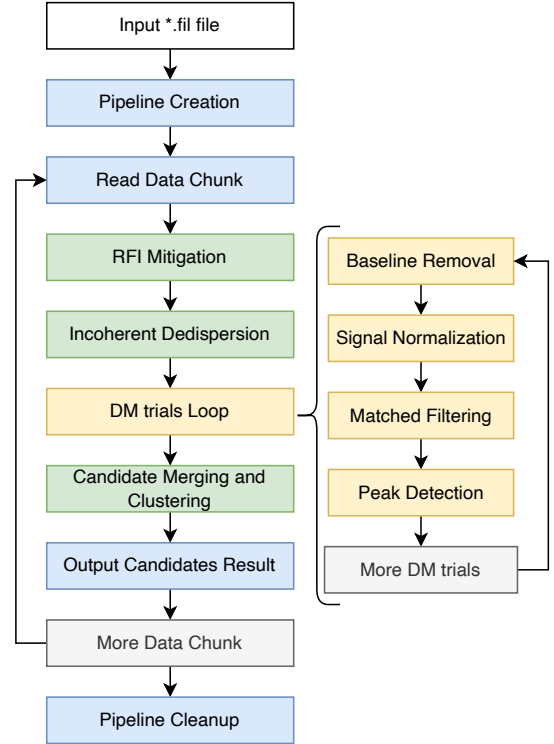 Input *.fil file
Pipeline Creation
Read Data Chunk
RFI Mitigation
Incoherent Dedispersion
DM trials Loop
Candidate Merging and
Clustering
Output Candidates Result
More Data Chunk
Pipeline Cleanup
Baseline Removal
Signal Normalization
Matched Filtering
Peak Detection
More DM trials